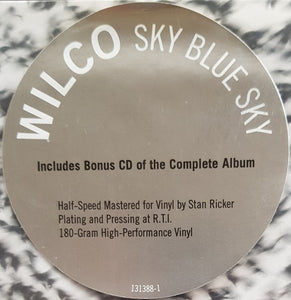 WILCO SKY BLUE SKY
Includes Bonus CD of the Complete Album
Half-Speed Mastered for Vinyl by Stan Ricker
Plating and Pressing at R.T.I.
180-Gram High-Performance Vinyl
131388-1